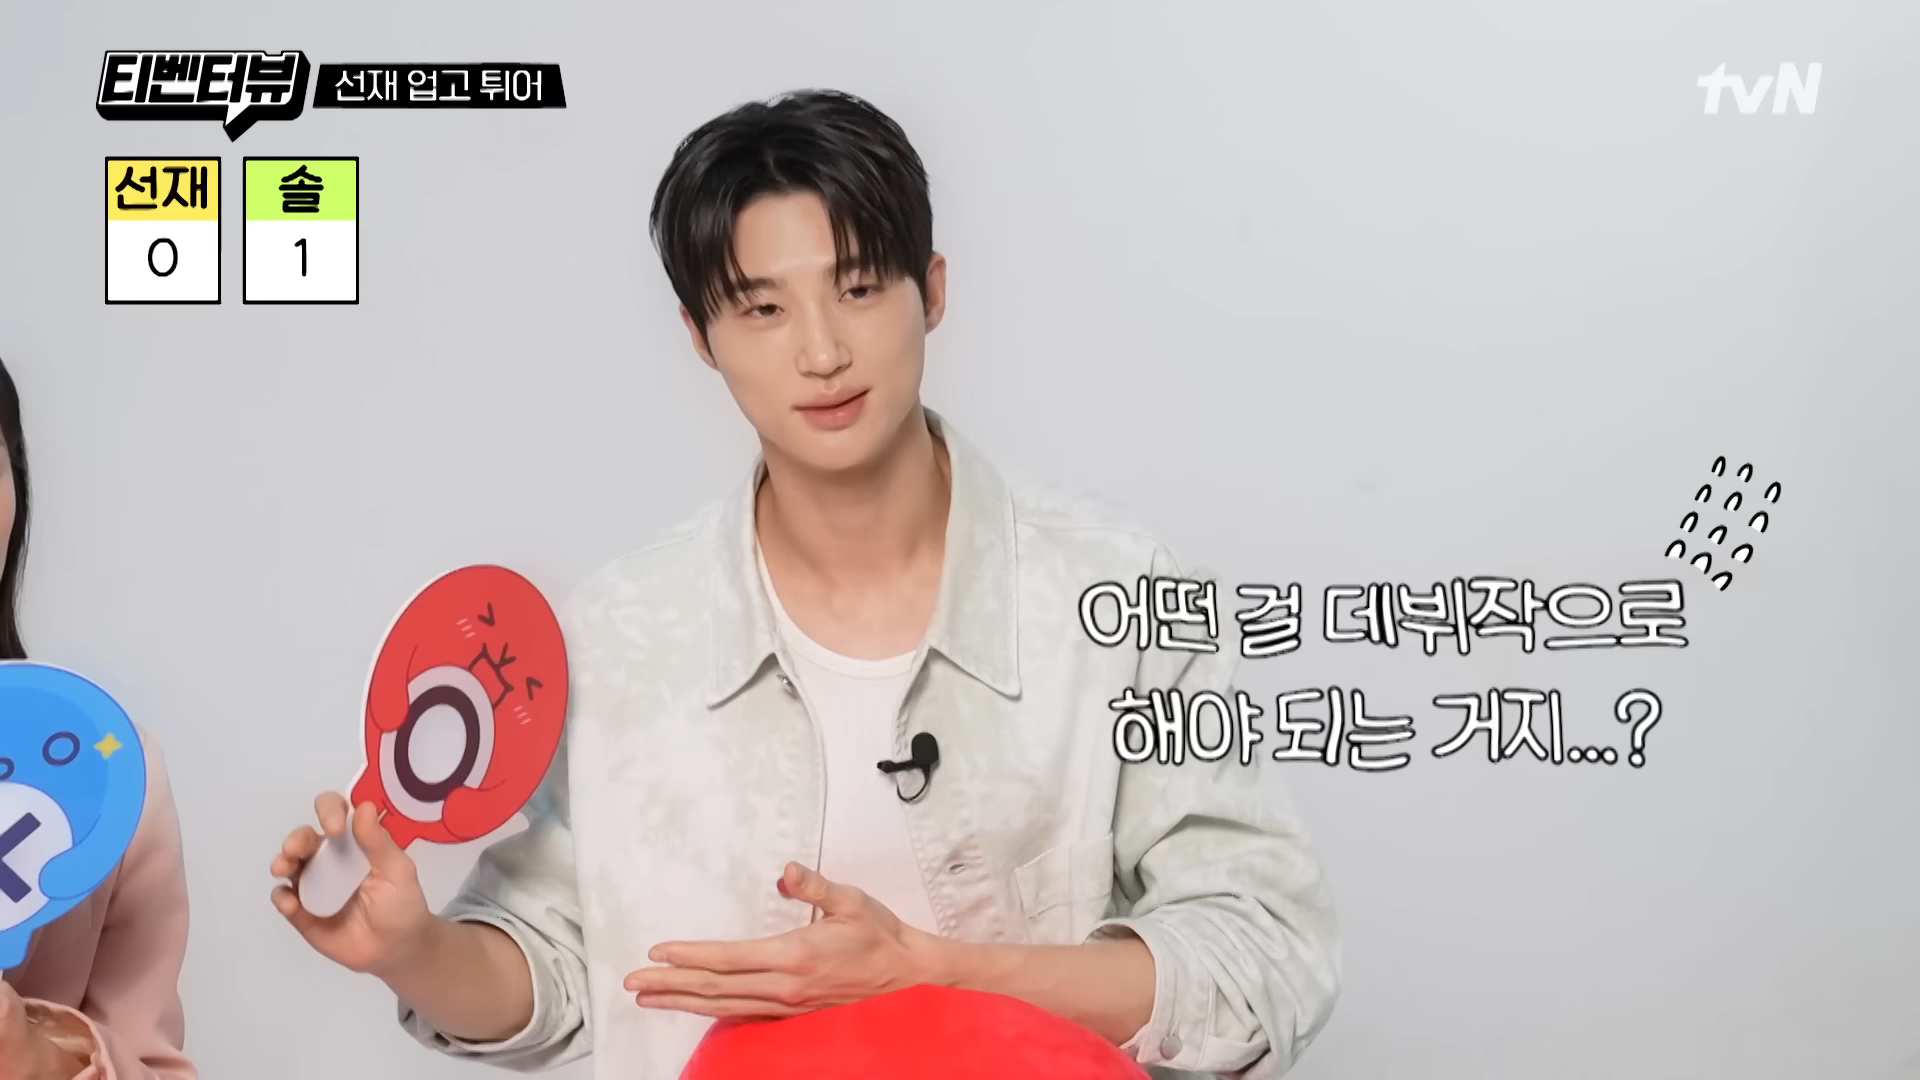 티벤터뷰
선재 업고 튀어
tvN
선재
솔
0
1
어떤 걸 데뷔작으로
해야 되는 거지...?
O
X